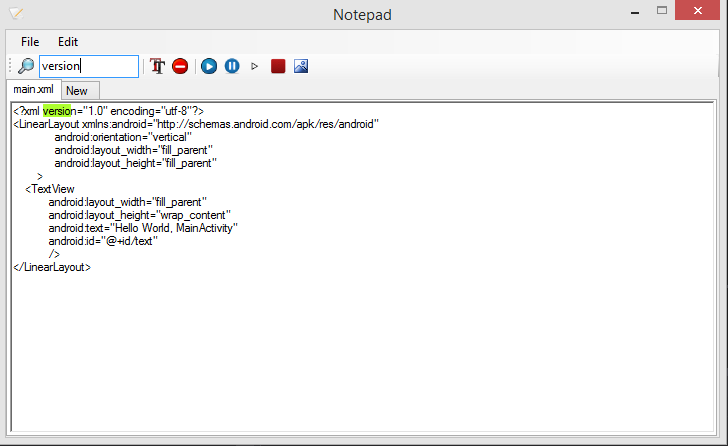 Notepad
File Edit
version
main.xml New
<?xml version="1.0" encoding="utf-8"?>
<LinearLayout xmlns:android="http://schemas.android.com/apk/res/android"
android:orientation="vertical"
android:layout_width="fill_parent"
android:layout_height="fill_parent"
>
<TextView
android:layout_width="fill_parent"
android:layout_height="wrap_content"
android:text="Hello World, MainActivity"
android:id="@+id/text"
/>
</LinearLayout>